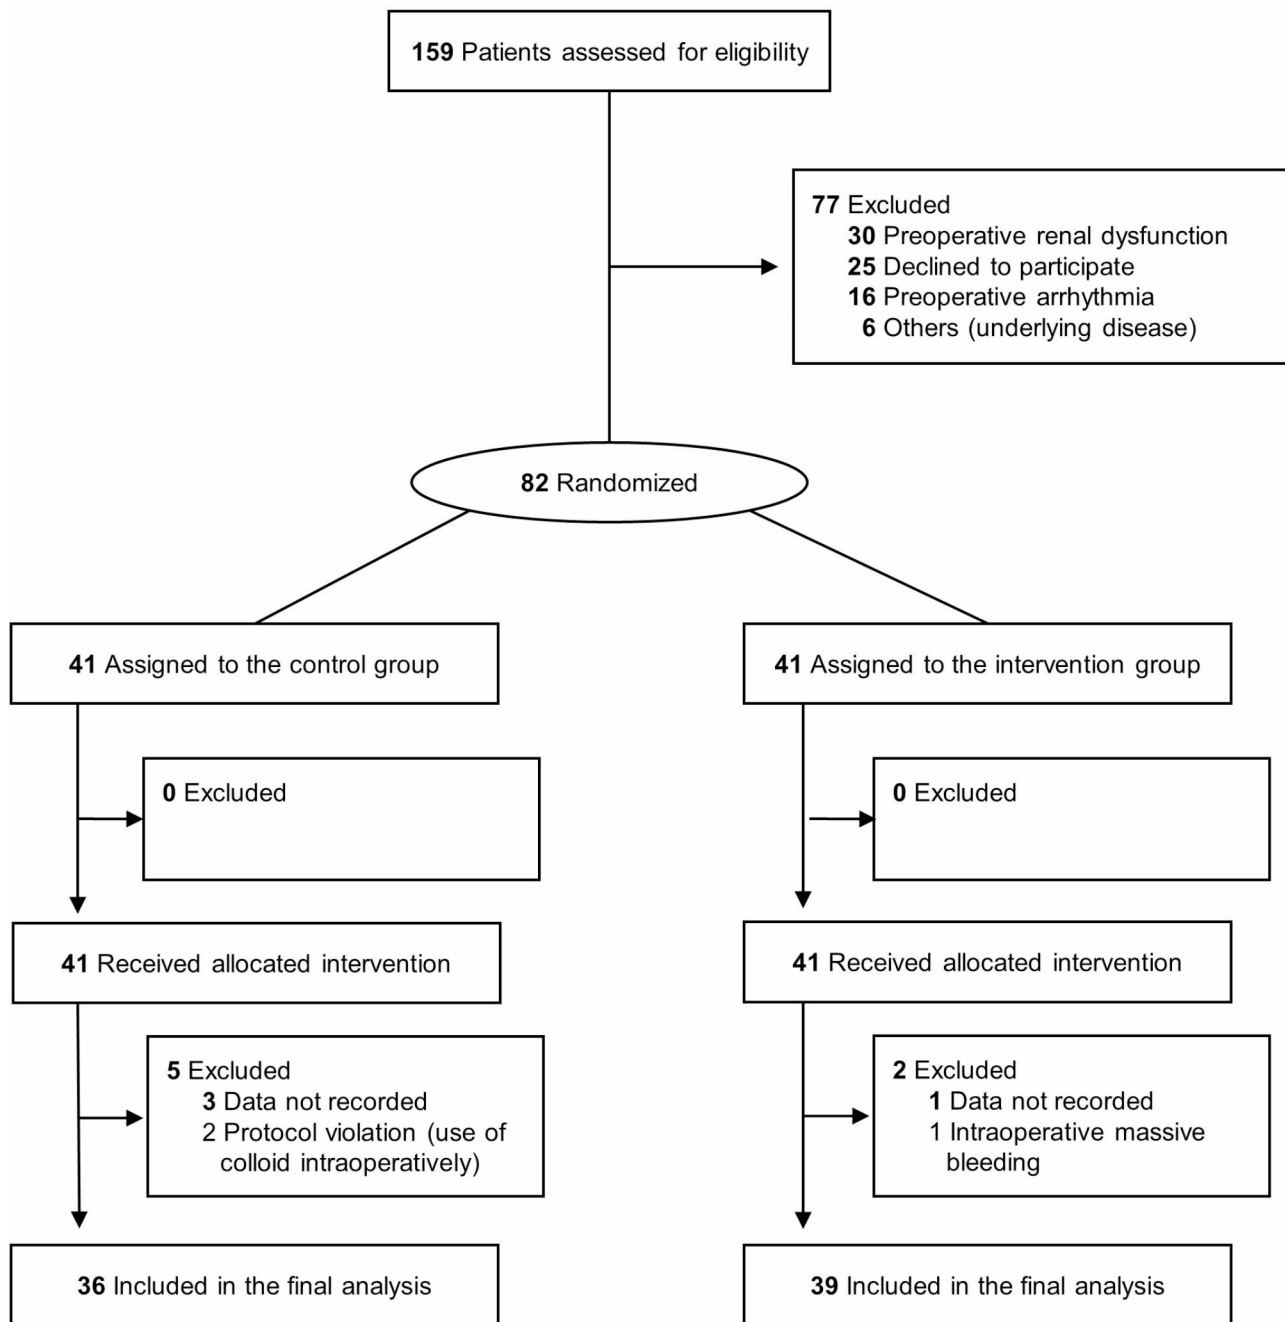 159 Patients assessed for eligibility
77 Excluded
30 Preoperative renal dysfunction
25 Declined to participate
16 Preoperative arrhythmia
6 Others (underlying disease)
82 Randomized
41 Assigned to the control group
41 Assigned to the intervention group
0 Excluded
0 Excluded
41 Received allocated intervention
41 Received allocated intervention
5 Excluded
3 Data not recorded
2 Protocol violation (use of
colloid intraoperatively)
2 Excluded
1 Data not recorded
1 Intraoperative massive
bleeding
36 Included in the final analysis
39 Included in the final analysis